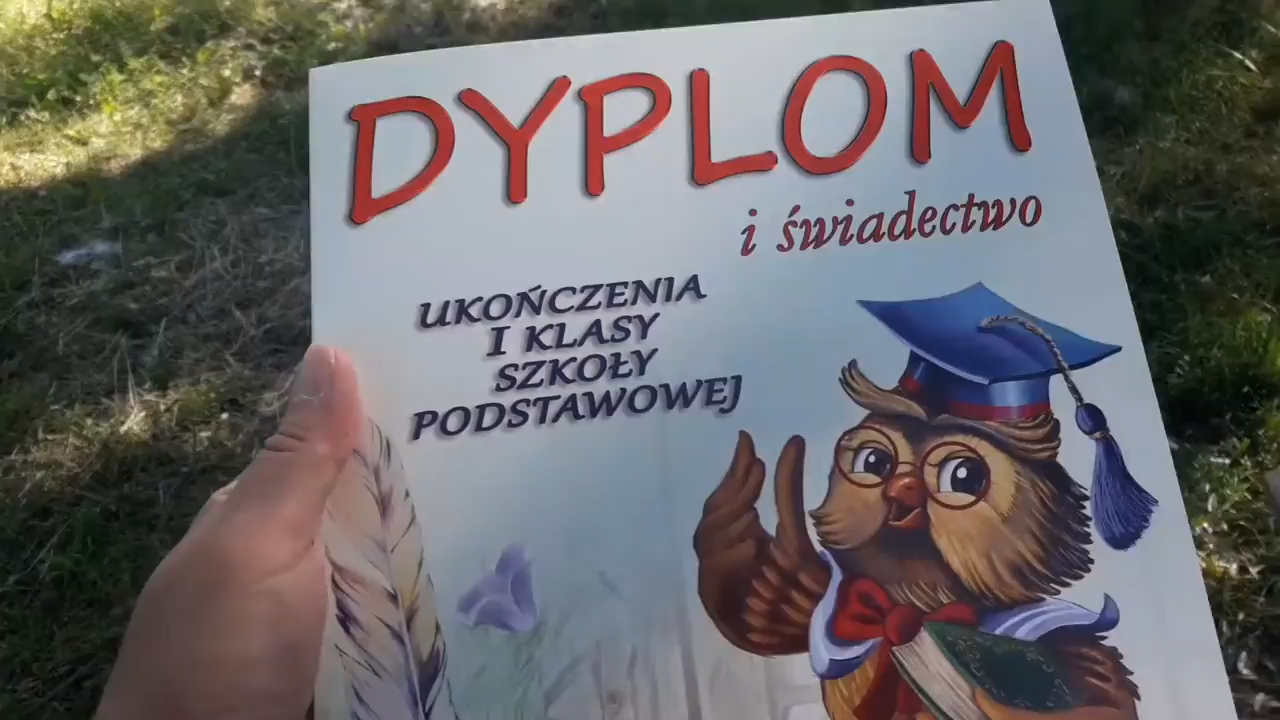 DYPLOM
i świadectwo
UKOŃCZENIA
I KLASY
SZKOŁY
PODSTAWOWEJ